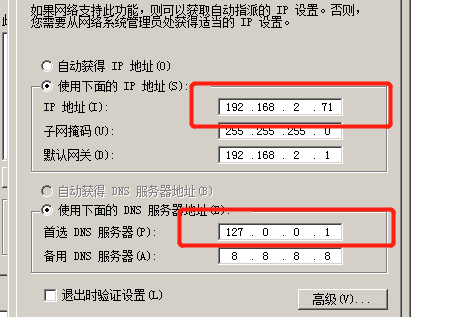 如果网络支持此功能，则可以获取自动指派的 IP 设置。否则，
您需要从网络系统管理员处获得适当的 IP 设置。
自动获得 IP 地址(O)
使用下面的 IP 地址(S):
IP 地址(I): 192 .168 . 2 . 71
子网掩码(U): 255 .255 .255 . 0
默认网关(D): 192 .168 . 2 . 1
自动获得 DNS 服务器地址(B)
使用下面的 DNS 服务器地址(E):
首选 DNS 服务器(P): 127 . 0 . 0 . 1
备用 DNS 服务器(A): 8 . 8 . 8 . 8
退出时验证设置(L)
高级(V)...